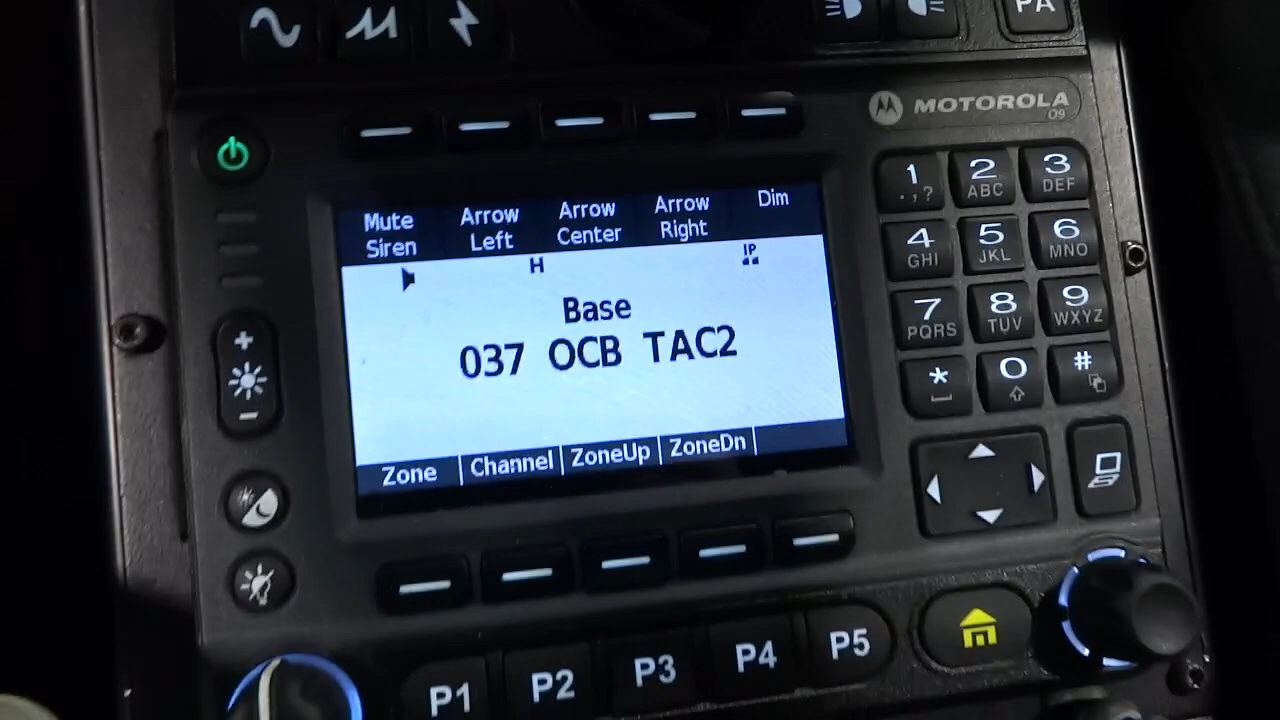 PA
MOTOROLA
O9
Mute Siren
Arrow Left
Arrow Center
Arrow Right
Dim
H
IP
Base
037 OCB TAC2
Zone
Channel
ZoneUp
ZoneDn
1 .,?
2 ABC
3 DEF
4 GHI
5 JKL
6 MNO
7 PQRS
8 TUV
9 WXYZ
*
0
#
+
-
P1
P2
P3
P4
P5